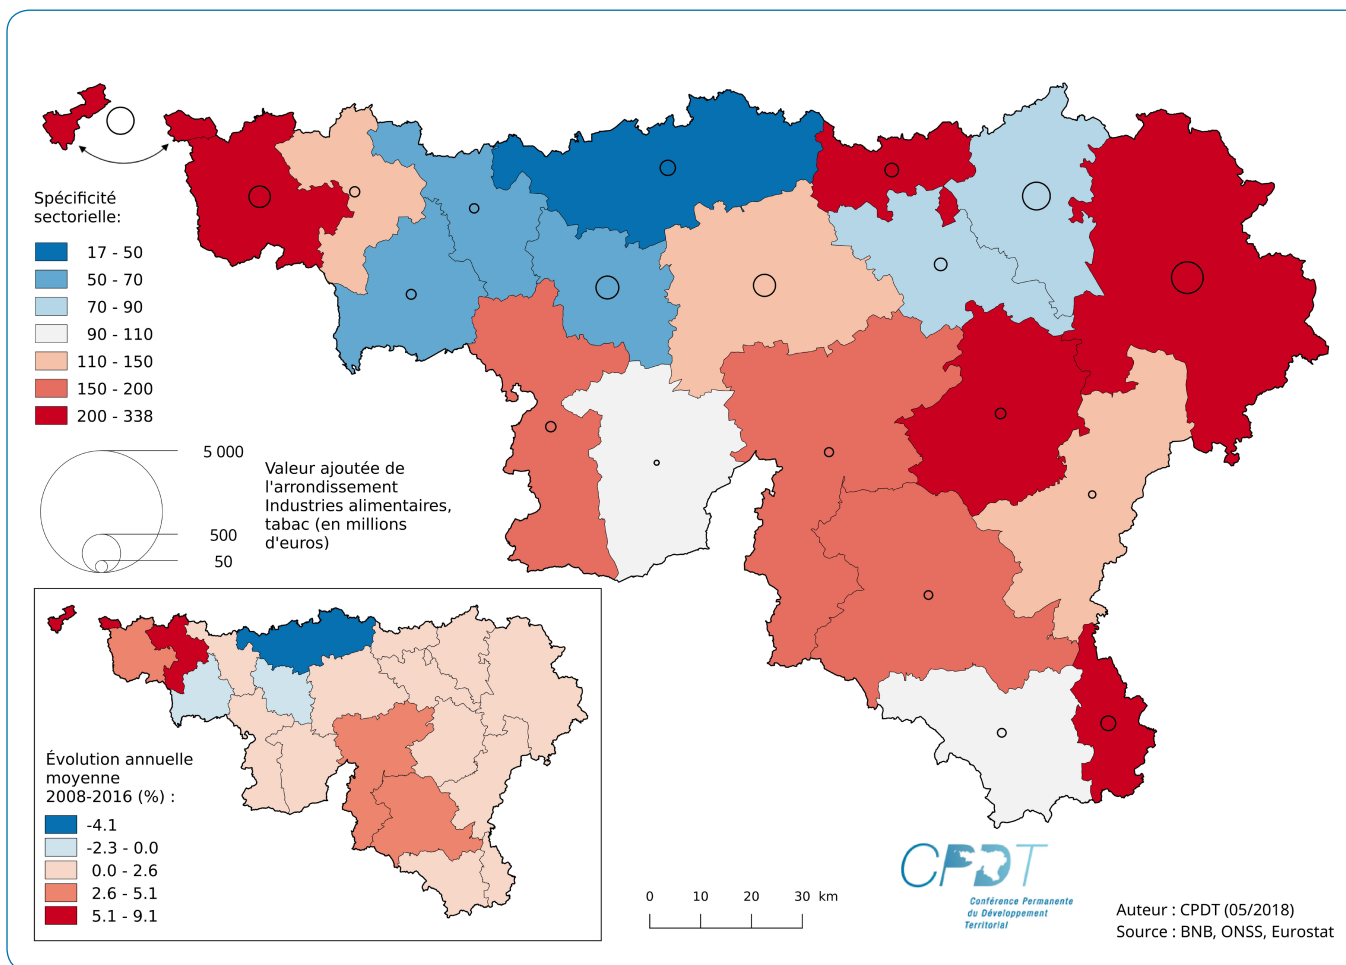 Spécificité
sectorielle:
17 - 50
50 - 70
70 - 90
90 - 110
110 - 150
150 - 200
200 - 338
5 000
500
50
Valeur ajoutée de
l'arrondissement
Industries alimentaires,
tabac (en millions
d'euros)
Évolution annuelle
moyenne
2008-2016 (%) :
-4.1
-2.3 - 0.0
0.0 - 2.6
2.6 - 5.1
5.1 - 9.1
0 10 20 30 km
CPDT
Conférence Permanente
du Développement
Territorial
Auteur : CPDT (05/2018)
Source : BNB, ONSS, Eurostat